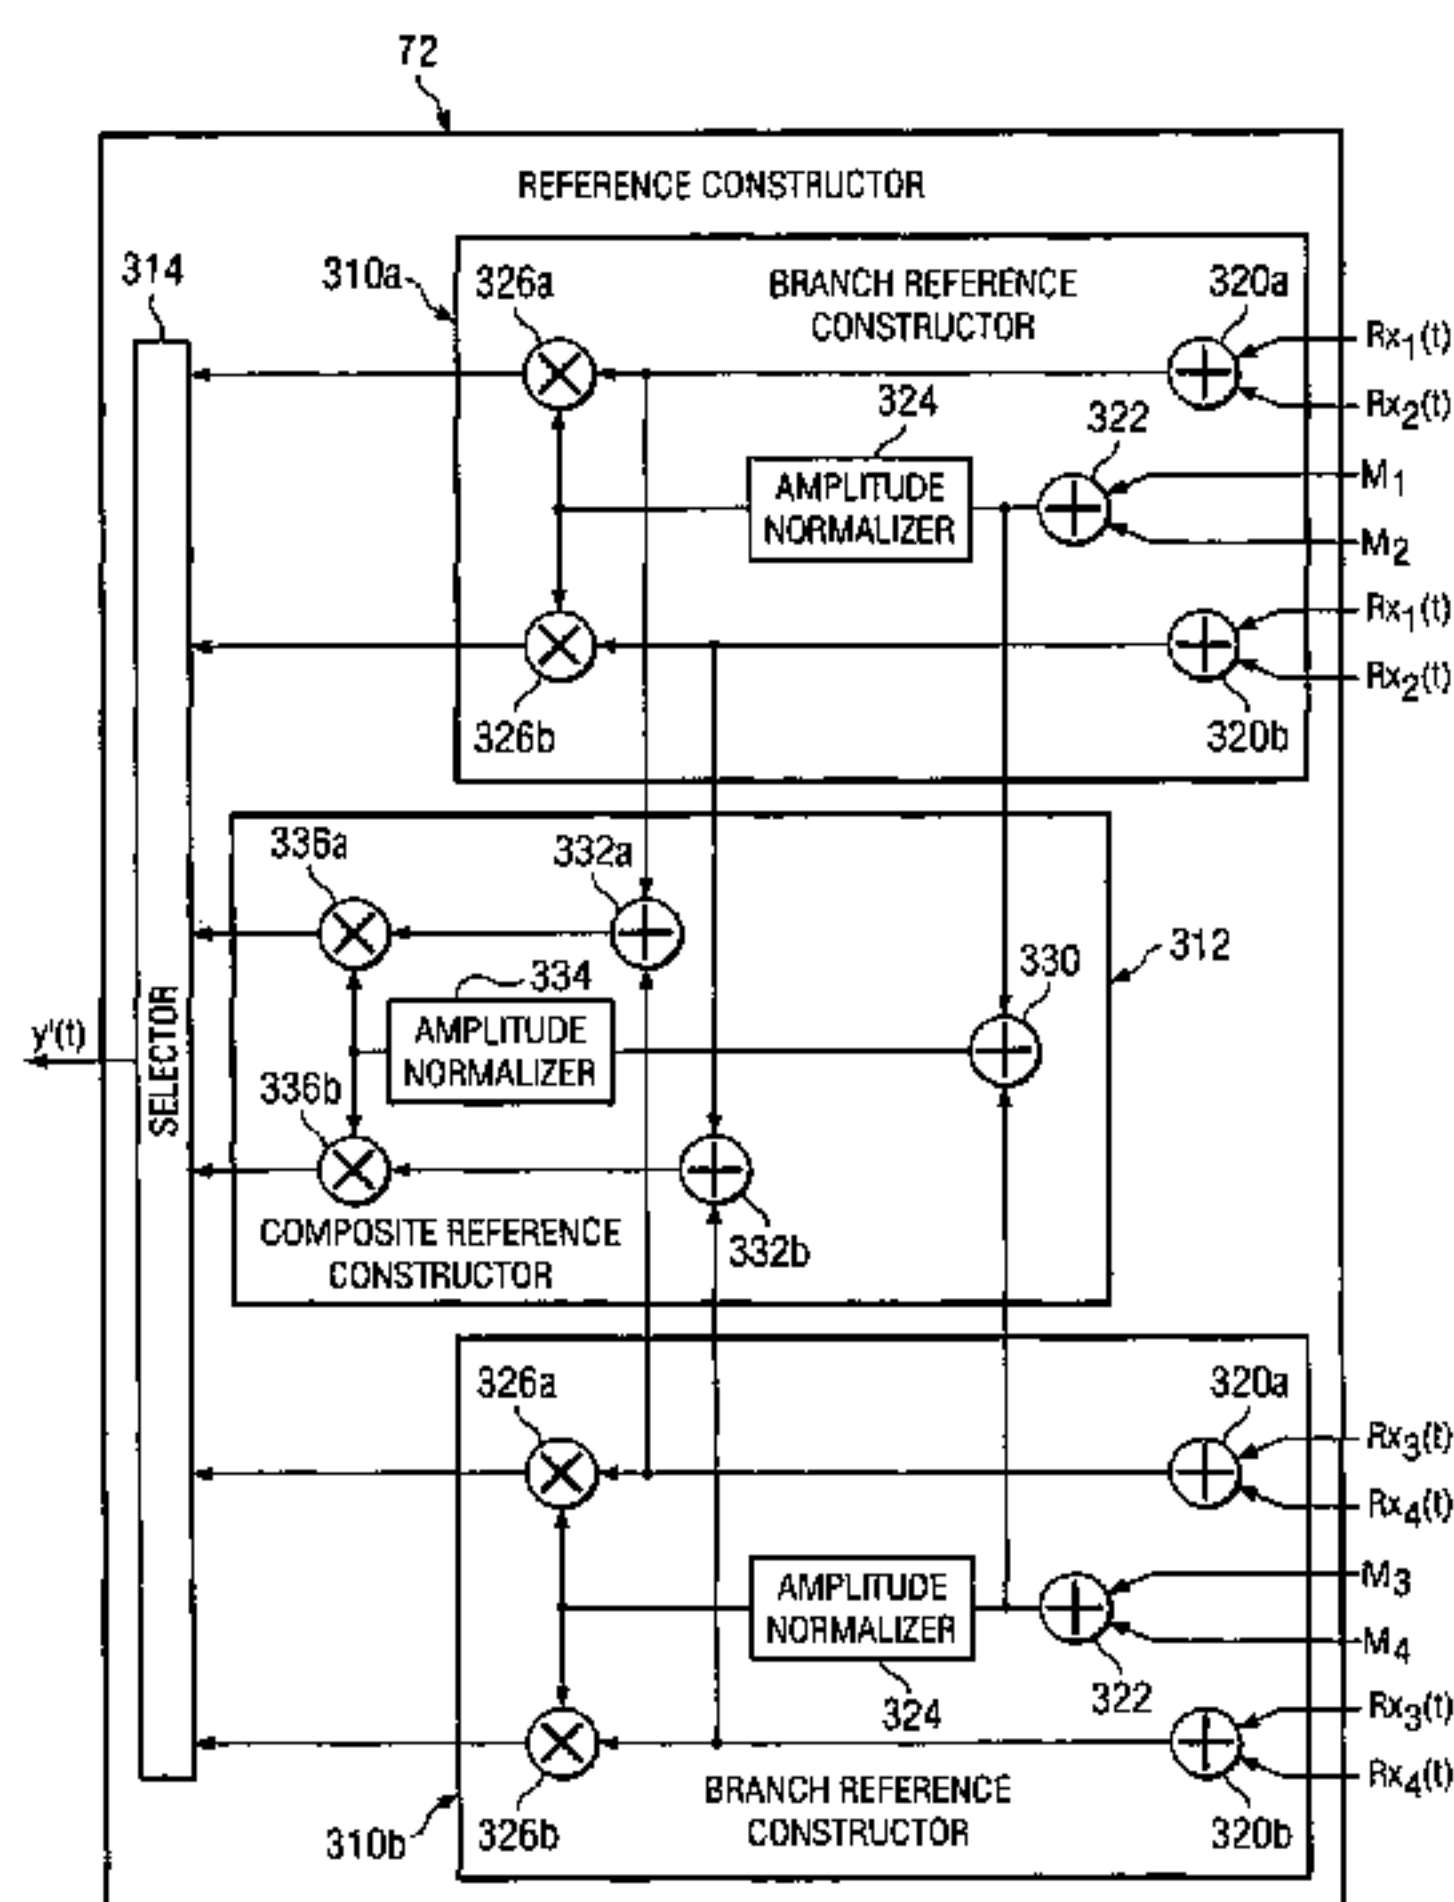 72
REFERENCE CONSTRUCTOR
314
310a
326a
BRANCH REFERENCE
CONSTRUCTOR
320a
Rx1(t)
Rx2(t)
324
322
AMPLITUDE
NORMALIZER
M1
M2
Rx1(t)
Rx2(t)
326b
320b
336a
332a
312
330
334
AMPLITUDE
NORMALIZER
y'(t)
SELECTOR
336b
COMPOSITE REFERENCE
CONSTRUCTOR
332b
326a
320a
Rx3(t)
Rx4(t)
AMPLITUDE
NORMALIZER
M3
M4
324
322
Rx3(t)
Rx4(t)
310b
326b
BRANCH REFERENCE
CONSTRUCTOR
320b